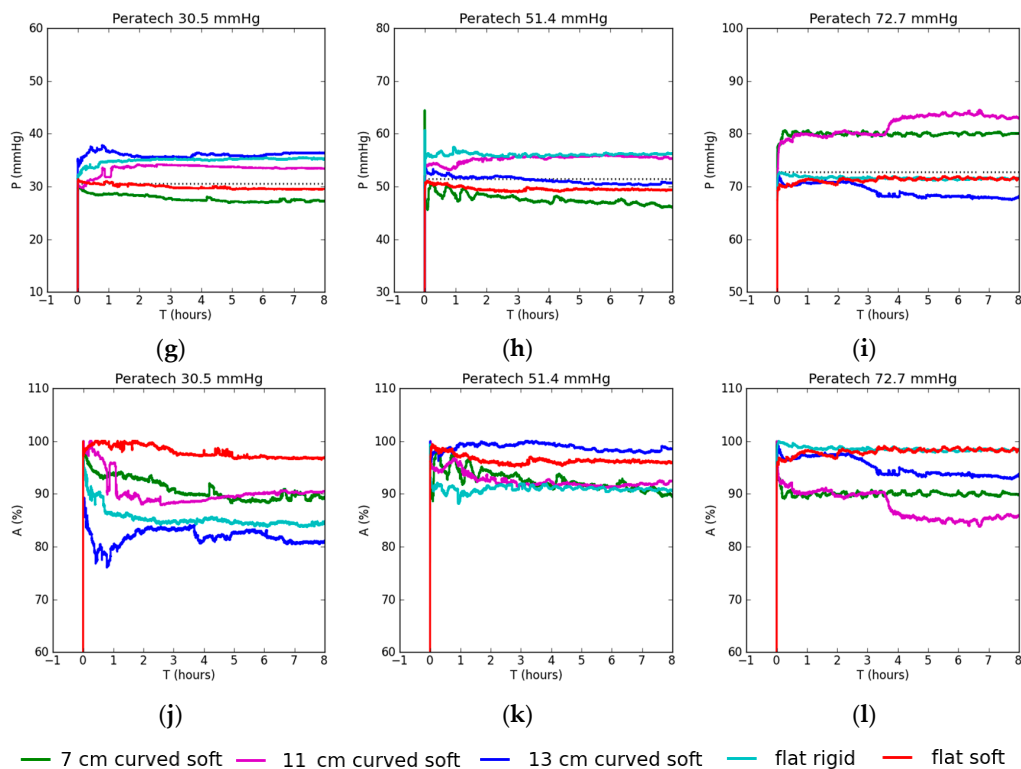 Peratech 30.5 mmHg
60
50
40
30
20
10
P (mmHg)
−1 0 1 2 3 4 5 6 7 8
T (hours)
(g)
Peratech 51.4 mmHg
80
70
60
50
40
30
P (mmHg)
−1 0 1 2 3 4 5 6 7 8
T (hours)
(h)
Peratech 72.7 mmHg
100
90
80
70
60
50
P (mmHg)
−1 0 1 2 3 4 5 6 7 8
T (hours)
(i)
Peratech 30.5 mmHg
110
100
90
80
70
60
A (%)
−1 0 1 2 3 4 5 6 7 8
T (hours)
(j)
Peratech 51.4 mmHg
110
100
90
80
70
60
A (%)
−1 0 1 2 3 4 5 6 7 8
T (hours)
(k)
Peratech 72.7 mmHg
110
100
90
80
70
60
A (%)
−1 0 1 2 3 4 5 6 7 8
T (hours)
(l)
7 cm curved soft 11 cm curved soft 13 cm curved soft flat rigid flat soft